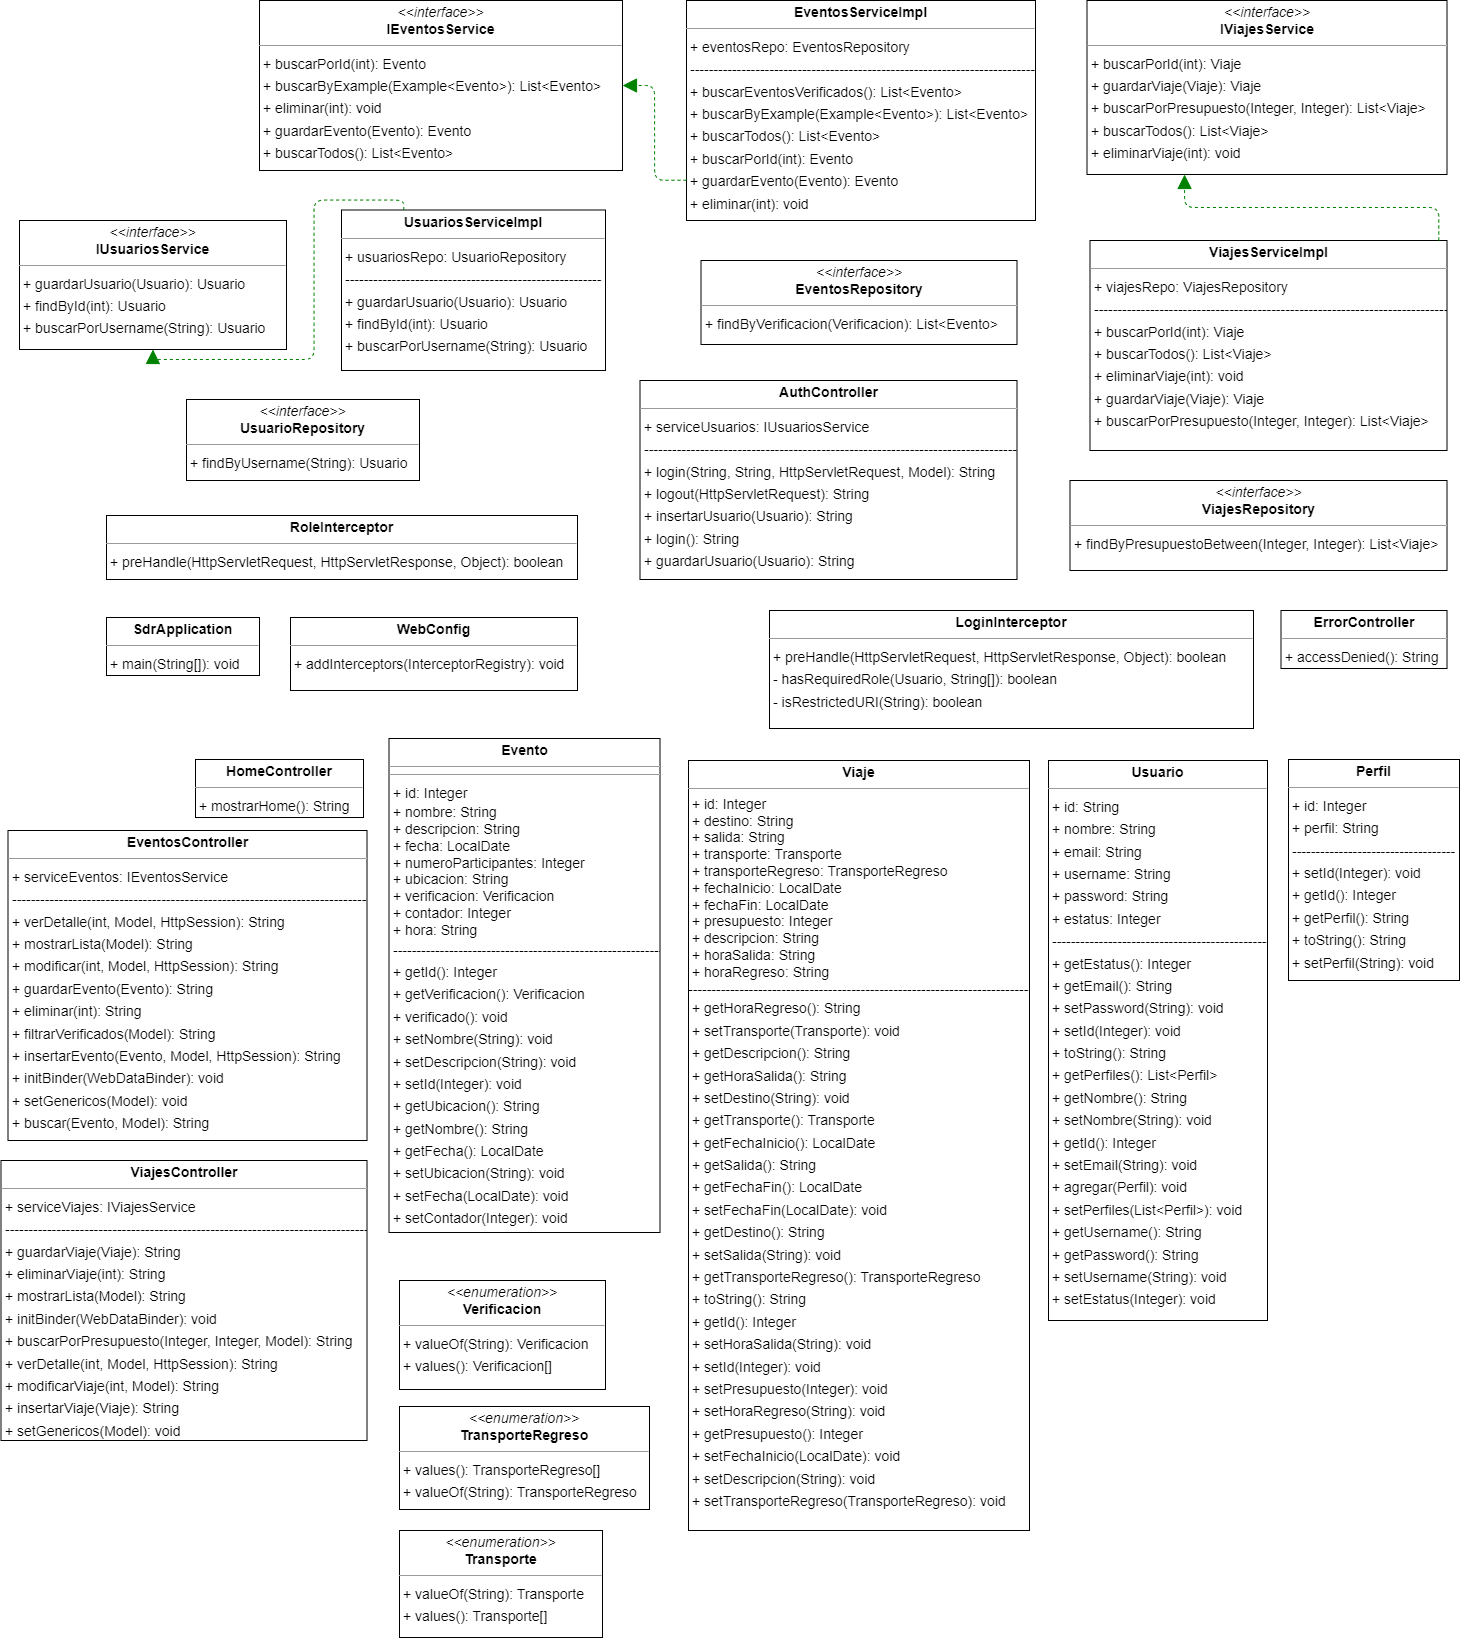 <<interface>>
IEventosService
+ buscarPorId(int): Evento
+ buscarByExample(Example<Evento>): List<Evento>
+ eliminar(int): void
+ guardarEvento(Evento): Evento
+ buscarTodos(): List<Evento>
EventosServiceImpl
+ eventosRepo: EventosRepository
+ buscarEventosVerificados(): List<Evento>
+ buscarByExample(Example<Evento>): List<Evento>
+ buscarTodos(): List<Evento>
+ buscarPorId(int): Evento
+ guardarEvento(Evento): Evento
+ eliminar(int): void
<<interface>>
IViajesService
+ buscarPorId(int): Viaje
+ guardarViaje(Viaje): Viaje
+ buscarPorPresupuesto(Integer, Integer): List<Viaje>
+ buscarTodos(): List<Viaje>
+ eliminarViaje(int): void
<<interface>>
IUsuariosService
+ guardarUsuario(Usuario): Usuario
+ findById(int): Usuario
+ buscarPorUsername(String): Usuario
UsuariosServiceImpl
+ usuariosRepo: UsuarioRepository
+ guardarUsuario(Usuario): Usuario
+ findById(int): Usuario
+ buscarPorUsername(String): Usuario
<<interface>>
EventosRepository
+ findByVerificacion(Verificacion): List<Evento>
ViajesServiceImpl
+ viajesRepo: ViajesRepository
+ buscarPorId(int): Viaje
+ buscarTodos(): List<Viaje>
+ eliminarViaje(int): void
+ guardarViaje(Viaje): Viaje
+ buscarPorPresupuesto(Integer, Integer): List<Viaje>
<<interface>>
UsuarioRepository
+ findByUsername(String): Usuario
AuthController
+ serviceUsuarios: IUsuariosService
+ login(String, String, HttpServletRequest, Model): String
+ logout(HttpServletRequest): String
+ insertarUsuario(Usuario): String
+ login(): String
+ guardarUsuario(Usuario): String
<<interface>>
ViajesRepository
+ findByPresupuestoBetween(Integer, Integer): List<Viaje>
RoleInterceptor
+ preHandle(HttpServletRequest, HttpServletResponse, Object): boolean
SdrApplication
+ main(String[]): void
WebConfig
+ addInterceptors(InterceptorRegistry): void
LoginInterceptor
+ preHandle(HttpServletRequest, HttpServletResponse, Object): boolean
- hasRequiredRole(Usuario, String[]): boolean
- isRestrictedURI(String): boolean
ErrorController
+ accessDenied(): String
HomeController
+ mostrarHome(): String
EventosController
+ serviceEventos: IEventosService
+ verDetalle(int, Model, HttpSession): String
+ mostrarLista(Model): String
+ modificar(int, Model, HttpSession): String
+ guardarEvento(Evento): String
+ eliminar(int): String
+ filtrarVerificados(Model): String
+ insertarEvento(Evento, Model, HttpSession): String
+ initBinder(WebDataBinder): void
+ setGenericos(Model): void
+ buscar(Evento, Model): String
ViajesController
+ serviceViajes: IViajesService
+ guardarViaje(Viaje): String
+ eliminarViaje(int): String
+ mostrarLista(Model): String
+ initBinder(WebDataBinder): void
+ buscarPorPresupuesto(Integer, Integer, Model): String
+ verDetalle(int, Model, HttpSession): String
+ modificarViaje(int, Model): String
+ insertarViaje(Viaje): String
+ setGenericos(Model): void
Evento
+ id: Integer
+ nombre: String
+ descripcion: String
+ fecha: LocalDate
+ numeroParticipantes: Integer
+ ubicacion: String
+ verificacion: Verificacion
+ contador: Integer
+ hora: String
+ getId(): Integer
+ getVerificacion(): Verificacion
+ verificado(): void
+ setNombre(String): void
+ setDescripcion(String): void
+ setId(Integer): void
+ getUbicacion(): String
+ getNombre(): String
+ getFecha(): LocalDate
+ setUbicacion(String): void
+ setFecha(LocalDate): void
+ setContador(Integer): void
<<enumeration>>
Verificacion
+ valueOf(String): Verificacion
+ values(): Verificacion[]
<<enumeration>>
TransporteRegreso
+ values(): TransporteRegreso[]
+ valueOf(String): TransporteRegreso
<<enumeration>>
Transporte
+ valueOf(String): Transporte
+ values(): Transporte[]
Viaje
+ id: Integer
+ destino: String
+ salida: String
+ transporte: Transporte
+ transporteRegreso: TransporteRegreso
+ fechaInicio: LocalDate
+ fechaFin: LocalDate
+ presupuesto: Integer
+ descripcion: String
+ horaSalida: String
+ horaRegreso: String
+ getHoraRegreso(): String
+ setTransporte(Transporte): void
+ getDescripcion(): String
+ getHoraSalida(): String
+ setDestino(String): void
+ getTransporte(): Transporte
+ getFechaInicio(): LocalDate
+ getSalida(): String
+ getFechaFin(): LocalDate
+ setFechaFin(LocalDate): void
+ getDestino(): String
+ setSalida(String): void
+ getTransporteRegreso(): TransporteRegreso
+ toString(): String
+ getId(): Integer
+ setHoraSalida(String): void
+ setId(Integer): void
+ setPresupuesto(Integer): void
+ setHoraRegreso(String): void
+ getPresupuesto(): Integer
+ setFechaInicio(LocalDate): void
+ setDescripcion(String): void
+ setTransporteRegreso(TransporteRegreso): void
Usuario
+ id: String
+ nombre: String
+ email: String
+ username: String
+ password: String
+ estatus: Integer
+ getEstatus(): Integer
+ getEmail(): String
+ setPassword(String): void
+ setId(Integer): void
+ toString(): String
+ getPerfiles(): List<Perfil>
+ getNombre(): String
+ setNombre(String): void
+ getId(): Integer
+ setEmail(String): void
+ agregar(Perfil): void
+ setPerfiles(List<Perfil>): void
+ getUsername(): String
+ getPassword(): String
+ setUsername(String): void
+ setEstatus(Integer): void
Perfil
+ id: Integer
+ perfil: String
+ setId(Integer): void
+ getId(): Integer
+ getPerfil(): String
+ toString(): String
+ setPerfil(String): void